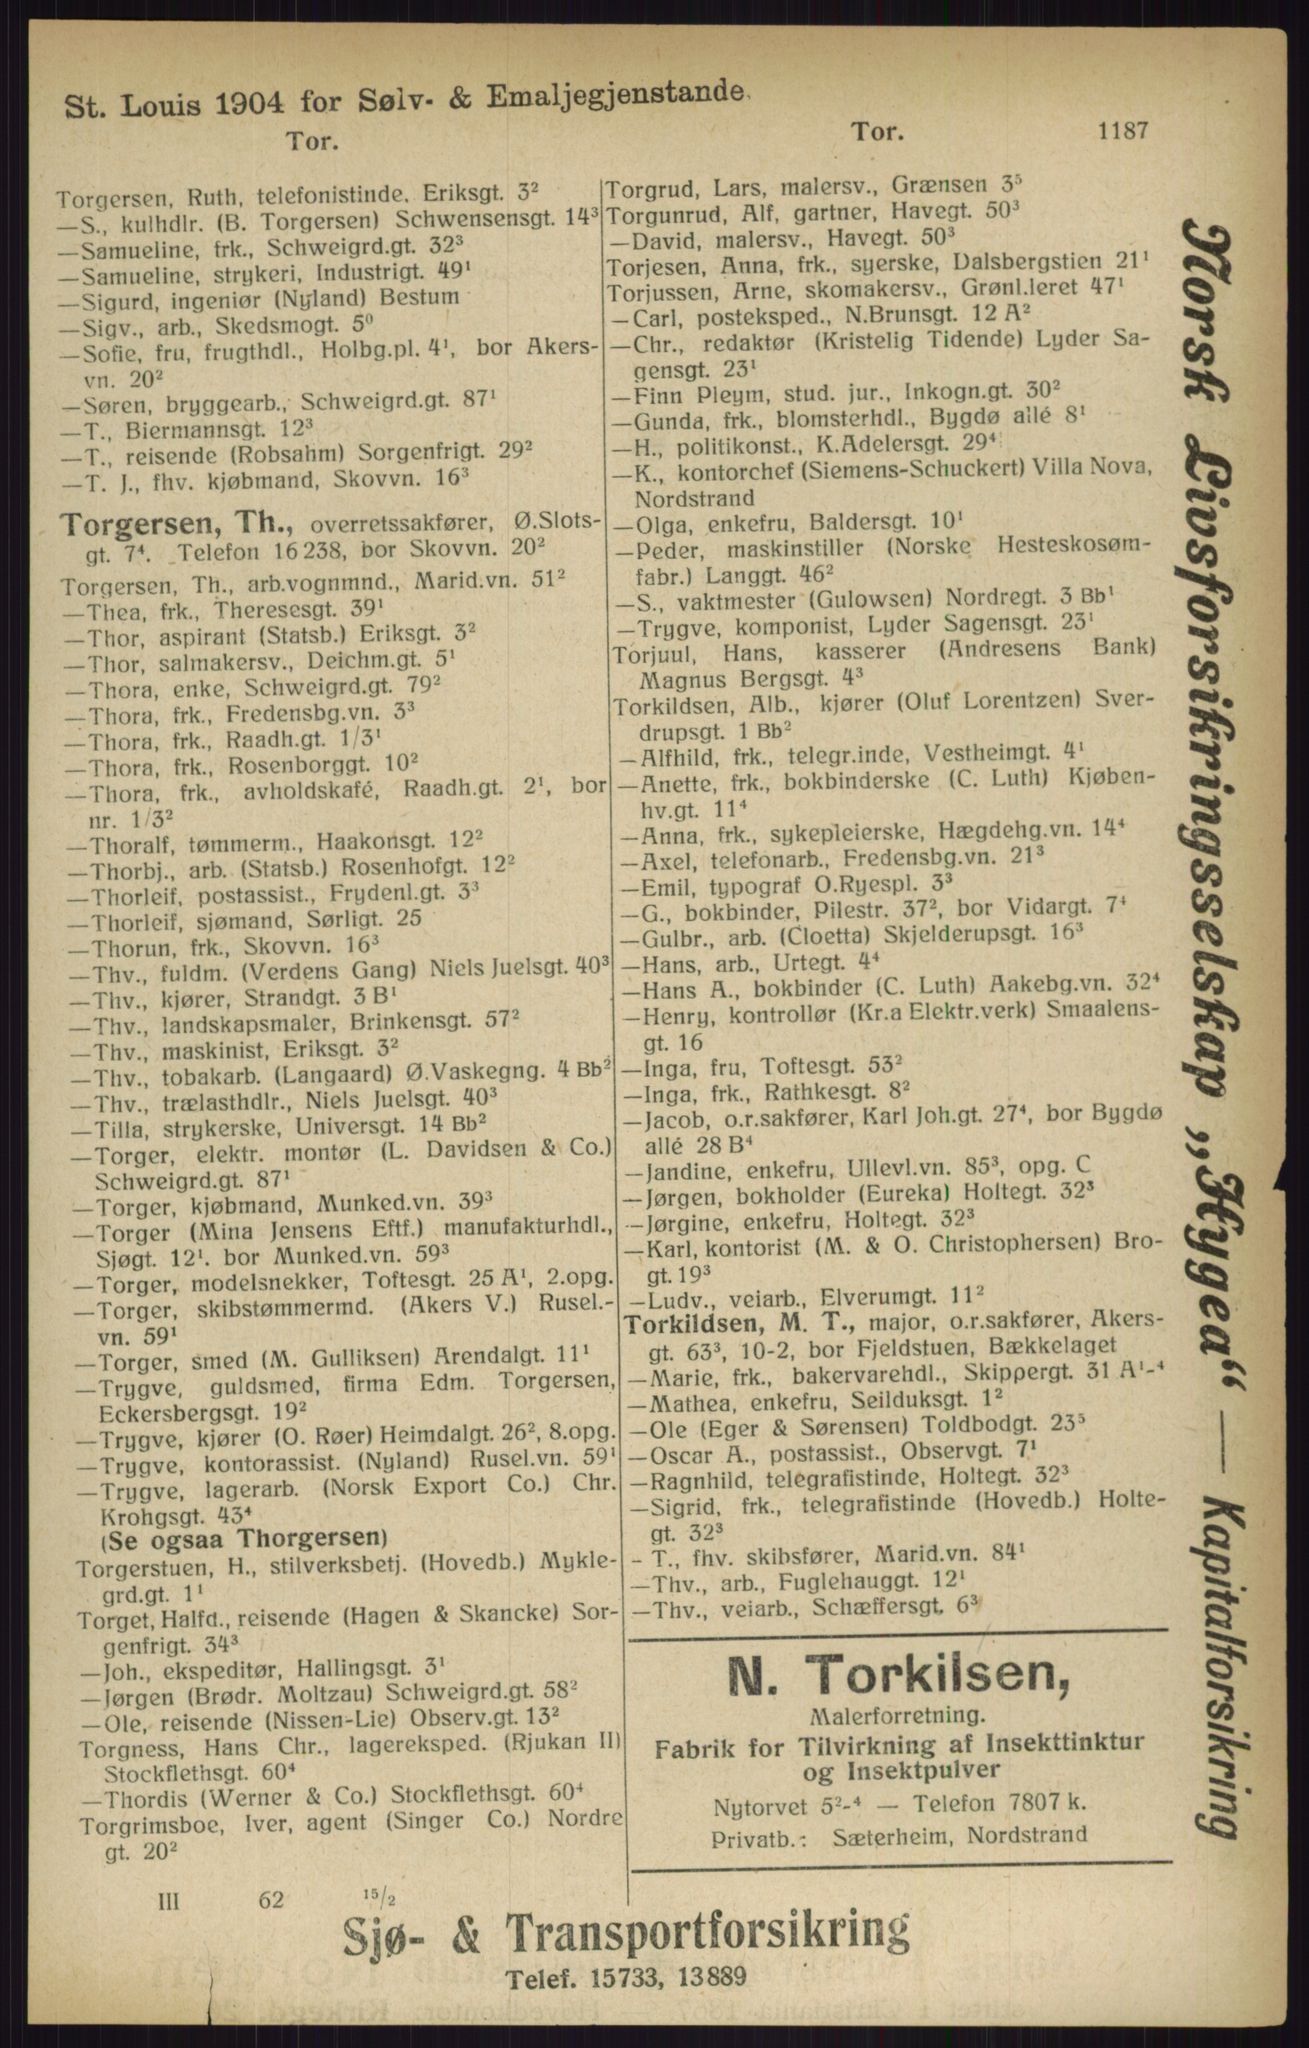 St. Louis 1904 for Sølv- & Emaljegjenstande.
Tor.
Tor.
1187
Torgersen, Ruth, telefonistinde, Eriksgt. 3²
—S., kulhdlr. (B. Torgersen) Schwensensgt. 14³
—Samueline, frk., Schweigrd.gt. 32³
—Samueline, strykeri, Industrigt. 49¹
—Sigurd, ingeniør (Nyland) Bestum
—Sigv., arb., Skedsmogt. 5⁰
—Sofie, fru, frugthdl., Holbg.pl. 4¹, bor Akers-
vn. 20²
—Søren, bryggearb., Schweigrd.gt. 87¹
—T., Biermannsgt. 12³
—T., reisende (Robsahm) Sorgenfrigt. 29²
—T. J., fhv. kjøbmand, Skovvn. 16³
Torgersen, Th., overretssakfører, Ø.Slots-
gt. 7⁴. Telefon 16 238, bor Skovvn. 20²
Torgersen, Th., arb.vognmnd., Marid.vn. 51²
—Thea, frk., Theresesgt. 39¹
—Thor, aspirant (Statsb.) Eriksgt. 3²
—Thor, salmakersv., Deichm.gt. 5¹
—Thora, enke, Schweigrd.gt. 79²
—Thora, frk., Fredensbg.vn. 3³
—Thora, frk., Raadh.gt. 1/3¹
—Thora, frk., Rosenborggt. 10²
—Thora, frk., avholdskafé, Raadh.gt. 2¹, bor
nr. 1/3²
—Thoralf, tømmerm., Haakonsgt. 12²
—Thorbj., arb. (Statsb.) Rosenhofgt. 12²
—Thorleif, postassist., Frydenl.gt. 3³
—Thorleif, sjømand, Sørligt. 25
—Thorun, frk., Skovvn. 16³
—Thv., fuldm. (Verdens Gang) Niels Juelsgt. 40³
—Thv., kjører, Strandgt. 3 B¹
—Thv., landskapsmaler, Brinkensgt. 57²
—Thv., maskinist, Eriksgt. 3²
—Thv., tobakarb. (Langaard) Ø.Vaskegng. 4 Bb²
—Thv., trælasthdlr., Niels Juelsgt. 40³
—Tilla, strykerske, Universgt. 14 Bb²
—Torger, elektr. montør (L. Davidsen & Co.)
Schweigrd.gt. 87¹
—Torger, kjøbmand, Munked.vn. 39³
—Torger (Mina Jensens Eftf.) manufakturhdl.,
Sjøgt. 12¹. bor Munked.vn. 59³
—Torger, modelsnekker, Toftesgt. 25 A¹, 2.opg.
—Torger, skibstømmermd. (Akers V.) Rusel.-
vn. 59¹
—Torger, smed (M. Gulliksen) Arendalgt. 11¹
—Trygve, guldsmed, firma Edm. Torgersen,
Eckersbergsgt. 19²
—Trygve, kjører (O. Røer) Heimdalgt. 26², 8.opg.
—Trygve, kontorassist. (Nyland) Rusel.vn. 59¹
—Trygve, lagerarb. (Norsk Export Co.) Chr.
Krohgsgt. 43⁴
(Se ogsaa Thorgersen)
Torgerstuen, H., stilverksbetj. (Hovedb.) Mykle-
grd.gt. 1¹
Torget, Halfd., reisende (Hagen & Skancke) Sor-
genfrigt. 34³
—Joh., ekspeditør, Hallingsgt. 3¹
—Jørgen (Brødr. Moltzau) Schweigrd.gt. 58²
—Ole, reisende (Nissen-Lie) Observ.gt. 13²
Torgness, Hans Chr., lagereksped. (Rjukan II)
Stockflethsgt. 60⁴
—Thordis (Werner & Co.) Stockflethsgt. 60⁴
Torgrimsboe, Iver, agent (Singer Co.) Nordre
gt. 20²
Torgrud, Lars, malersv., Grænsen 3⁵
Torgunrud, Alf, gartner, Havegt. 50³
—David, malersv., Havegt. 50³
Torjesen, Anna, frk., syerske, Dalsbergstien 21¹
Torjussen, Arne, skomakersv., Grønl.leret 47¹
—Carl, posteksped., N.Brunsgt. 12 A²
—Chr., redaktør (Kristelig Tidende) Lyder Sa-
gensgt. 23¹
—Finn Pleym, stud. jur., Inkogn.gt. 30²
—Gunda, frk., blomsterhdl., Bygdø allé 8¹
—H., politikonst., K.Adelersgt. 29⁴
—K., kontorchef (Siemens-Schuckert) Villa Nova,
Nordstrand
—Olga, enkefru, Baldersgt. 10¹
—Peder, maskinstiller (Norske Hesteskosøm-
fabr.) Langgt. 46²
—S., vaktmester (Gulowsen) Nordregt. 3 Bb¹
—Trygve, komponist, Lyder Sagensgt. 23¹
Torjuul, Hans, kasserer (Andresens Bank)
Magnus Bergsgt. 4³
Torkildsen, Alb., kjører (Oluf Lorentzen) Sver-
drupsgt. 1 Bb²
—Alfhild, frk., telegr.inde, Vestheimgt. 4¹
—Anette, frk., bokbinderske (C. Luth) Kjøben-
hv.gt. 11⁴
—Anna, frk., sykepleierske, Hægdehg.vn. 14⁴
—Axel, telefonarb., Fredensbg.vn. 21³
—Emil, typograf O.Ryespl. 3³
—G., bokbinder, Pilestr. 37², bor Vidargt. 7⁴
—Gulbr., arb. (Cloetta) Skjelderupsgt. 16³
—Hans, arb., Urtegt. 4⁴
—Hans A., bokbinder (C. Luth) Aakebg.vn. 32⁴
—Henry, kontrollør (Kr.a Elektr.verk) Smaalens-
gt. 16
—Inga, fru, Toftesgt. 53²
—Inga, frk., Rathkesgt. 8²
—Jacob, o.r.sakfører, Karl Joh.gt. 27⁴, bor Bygdø
allé 28 B⁴
—Jandine, enkefru, Ullevl.vn. 85³, opg. C
—Jørgen, bokholder (Eureka) Holtegt. 32³
—Jørgine, enkefru, Holtegt. 32³
—Karl, kontorist (M. & O. Christophersen) Bro-
gt. 19³
—Ludv., veiarb., Elverumgt. 11²
Torkildsen, M. T., major, o.r.sakfører, Akers-
gt. 63³, 10-2, bor Fjeldstuen, Bækkelaget
—Marie, frk., bakervarehdl., Skippergt. 31 A¹-⁴
—Mathea, enkefru, Seilduksgt. 1²
—Ole (Eger & Sørensen) Toldbodgt. 23⁵
—Oscar A., postassist., Observgt. 7¹
—Ragnhild, telegrafistinde, Holtegt. 32³
—Sigrid, frk., telegrafistinde (Hovedb.) Holte-
gt. 32³
- T., fhv. skibsfører, Marid.vn. 84¹
—Thv., arb., Fuglehauggt. 12¹
—Thv., veiarb., Schæffersgt. 6³
N. Torkilsen,
Malerforretning.
Fabrik for Tilvirkning af Insekttinktur
og Insektpulver
Nytorvet 5²-⁴ — Telefon 7807 k.
Privatb.: Sæterheim, Nordstrand
Norsk Livsforsikringsselskap „Hygea“ — Kapitalforsikring
III 62 15/2
Sjø- & Transportforsikring
Telef. 15733, 13889